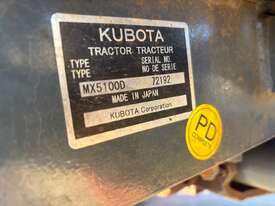 KUBOTA
TRACTOR TRACTEUR
TYPE SERIAL NO.
TYPE NO DE SERIE
MX5100D 72192
MADE IN JAPAN
KUBOTA Corporation
PD